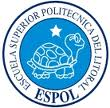 ESCUELA SUPERIOR POLITECNICA DEL LITORAL
ESPOL